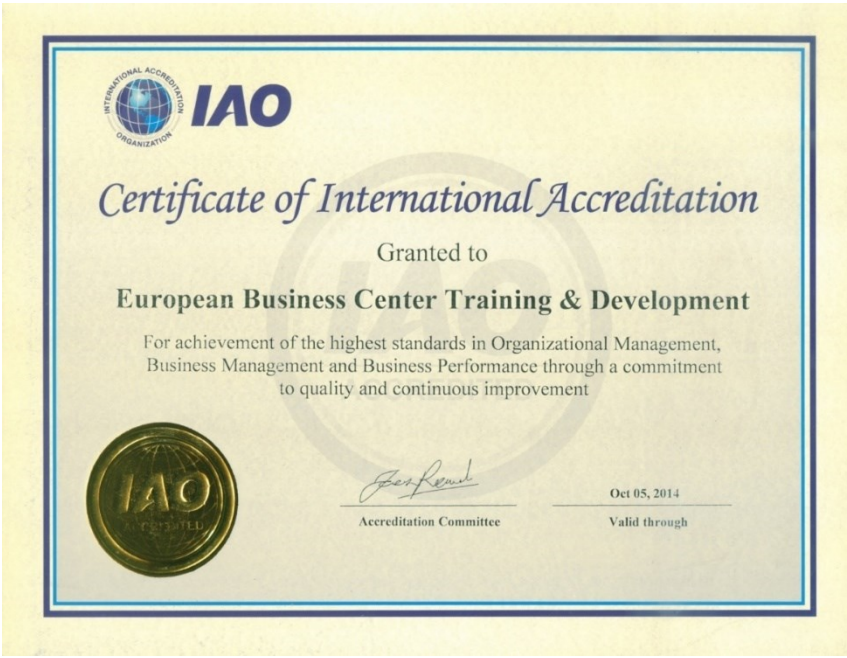 INTERNATIONAL ACCREDITATION
ORGANIZATION
IAO
Certificate of International Accreditation
Granted to
European Business Center Training & Development
For achievement of the highest standards in Organizational Management,
Business Management and Business Performance through a commitment
to quality and continuous improvement
IAO
ACCREDITED
Oct 05, 2014
Accreditation Committee
Valid through